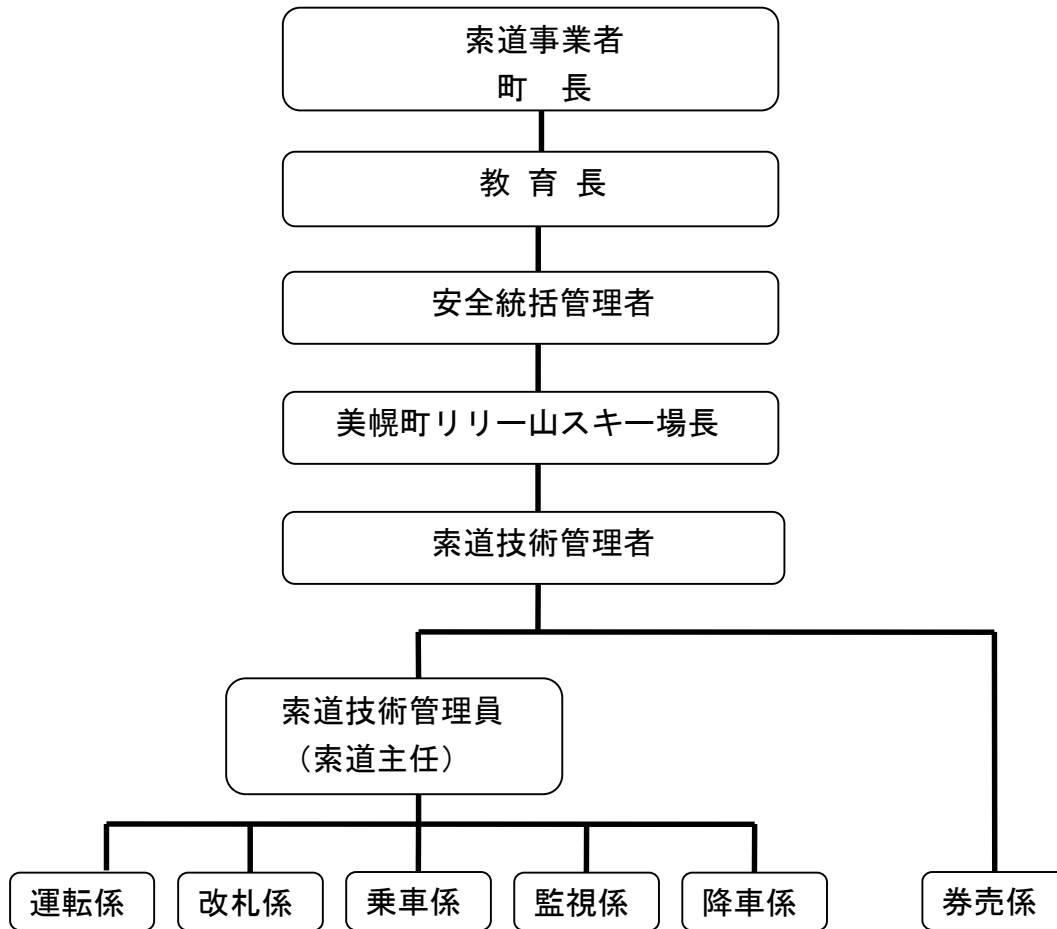 索道事業者
町　長
教 育 長
安全統括管理者
美幌町リリー山スキー場長
索道技術管理者
索道技術管理員
（索道主任）
運転係
改札係
乗車係
監視係
降車係
券売係